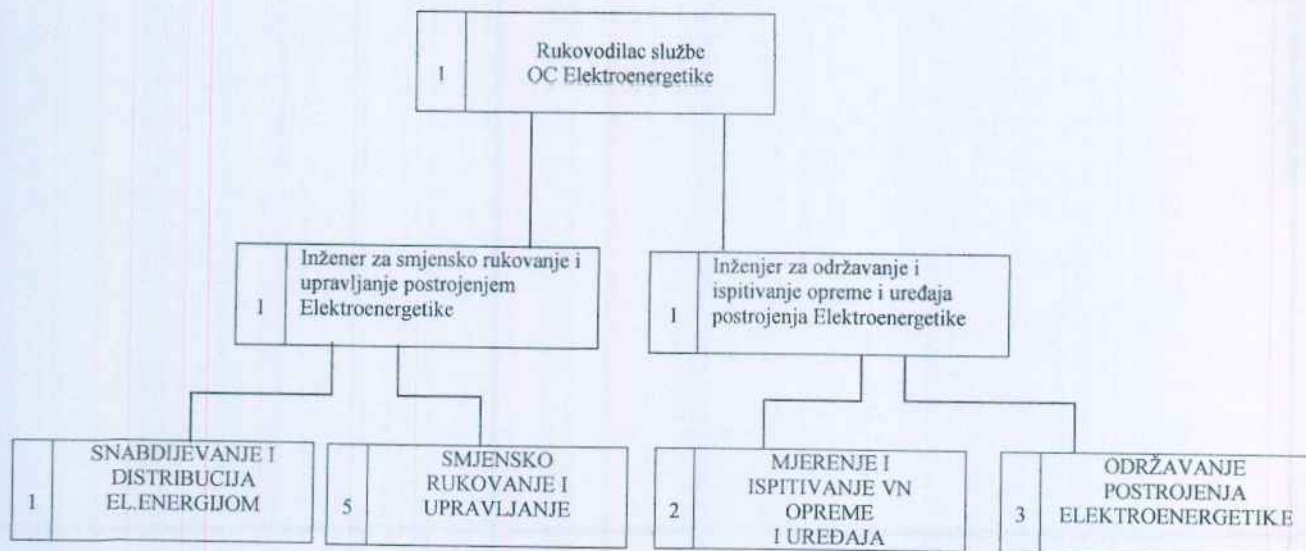 1
Rukovodilac službe
OC Elektroenergetike
1
Inžener za smjensko rukovanje i
upravljanje postrojenjem
Elektroenergetike
1
Inženjer za održavanje i
ispitivanje opreme i uređaja
postrojenja Elektroenergetike
1
SNABDIJEVANJE I
DISTRIBUCIJA
EL.ENERGIJOM
5
SMJENSKO
RUKOVANJE I
UPRAVLJANJE
2
MJERENJE I
ISPITIVANJE VN
OPREME
I UREĐAJA
3
ODRŽAVANJE
POSTROJENJA
ELEKTROENERGETIKE